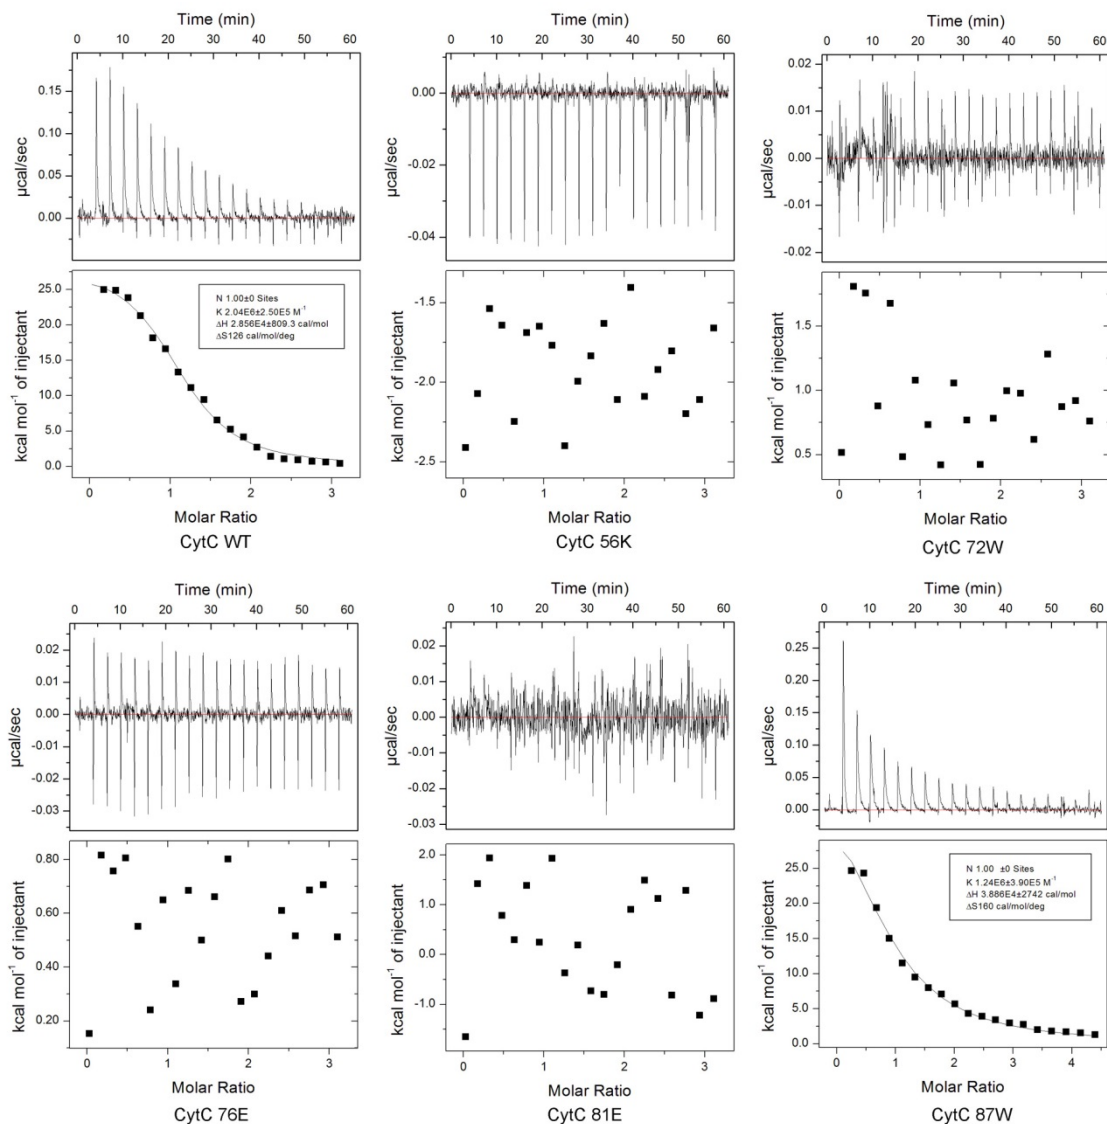 Time (min)
0 10 20 30 40 50 60
0.15
0.10
0.05
0.00
µcal/sec
25.0
20.0
15.0
10.0
5.0
0.0
kcal mol⁻¹ of injectant
N 1.00±0 Sites
K 2.04E6±2.50E5 M⁻¹
ΔH 2.856E4±809.3 cal/mol
ΔS126 cal/mol/deg
0 1 2 3
Molar Ratio
CytC WT
Time (min)
0 10 20 30 40 50 60
0.00
-0.02
-0.04
µcal/sec
-1.5
-2.0
-2.5
kcal mol⁻¹ of injectant
0 1 2 3
Molar Ratio
CytC 56K
Time (min)
0 10 20 30 40 50 60
0.02
0.01
0.00
-0.01
-0.02
µcal/sec
1.5
1.0
0.5
kcal mol⁻¹ of injectant
0 1 2 3
Molar Ratio
CytC 72W
Time (min)
0 10 20 30 40 50 60
0.02
0.01
0.00
-0.01
-0.02
-0.03
µcal/sec
0.80
0.60
0.40
0.20
kcal mol⁻¹ of injectant
0 1 2 3
Molar Ratio
CytC 76E
Time (min)
0 10 20 30 40 50 60
0.02
0.01
0.00
-0.01
-0.02
-0.03
µcal/sec
2.0
1.0
0.0
-1.0
kcal mol⁻¹ of injectant
0 1 2 3
Molar Ratio
CytC 81E
Time (min)
0 10 20 30 40 50 60
0.25
0.20
0.15
0.10
0.05
0.00
µcal/sec
25.0
20.0
15.0
10.0
5.0
0.0
kcal mol⁻¹ of injectant
N 1.00 ±0 Sites
K 1.24E6±3.90E5 M⁻¹
ΔH 3.886E4±2742 cal/mol
ΔS160 cal/mol/deg
0 1 2 3 4
Molar Ratio
CytC 87W